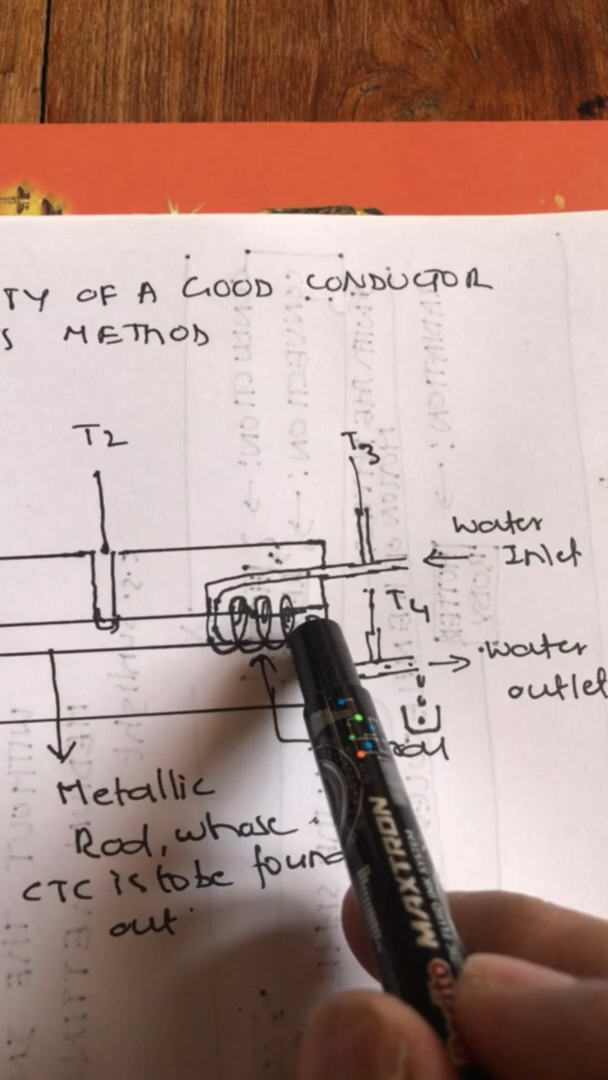 TY OF A GOOD CONDUCTOR
S METHOD
T2
T3
Water
Inlet
T4
water
outlet
Metallic
Rod, whose
CTC is to be found
out
MAXTRON